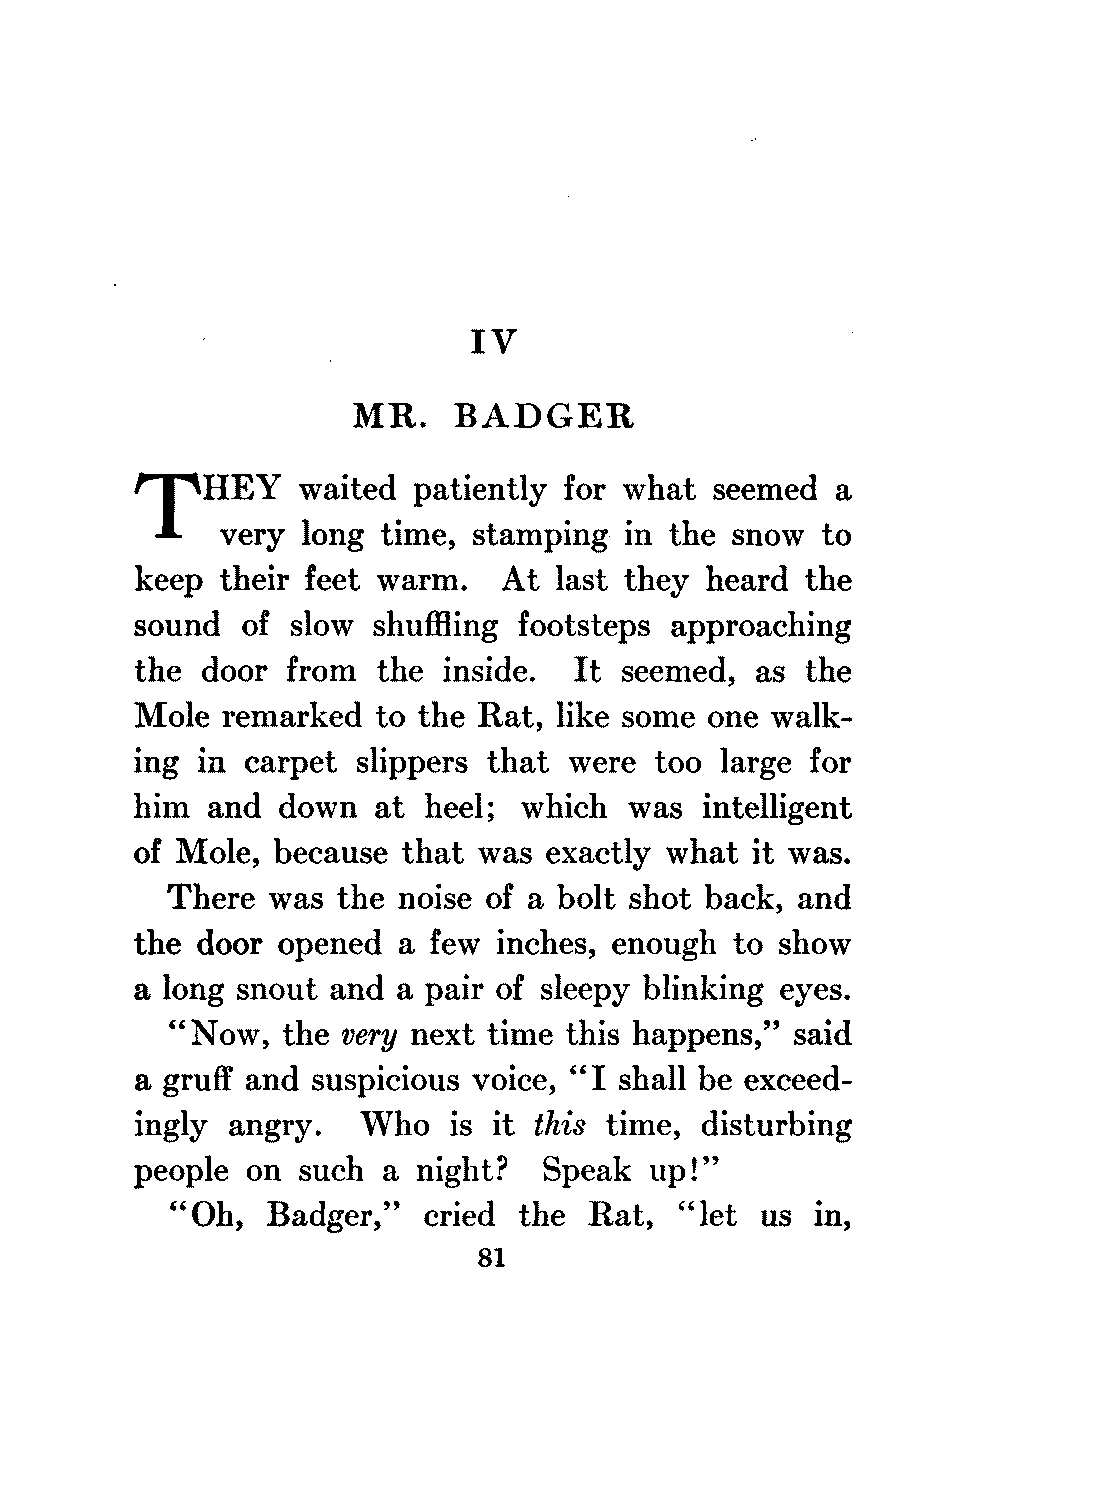 IV
MR. BADGER
THEY waited patiently for what seemed a
very long time, stamping in the snow to
keep their feet warm. At last they heard the
sound of slow shuffling footsteps approaching
the door from the inside. It seemed, as the
Mole remarked to the Rat, like some one walk-
ing in carpet slippers that were too large for
him and down at heel; which was intelligent
of Mole, because that was exactly what it was.
There was the noise of a bolt shot back, and
the door opened a few inches, enough to show
a long snout and a pair of sleepy blinking eyes.
“Now, the very next time this happens,” said
a gruff and suspicious voice, “I shall be exceed-
ingly angry. Who is it this time, disturbing
people on such a night? Speak up!”
“Oh, Badger,” cried the Rat, “let us in,
81